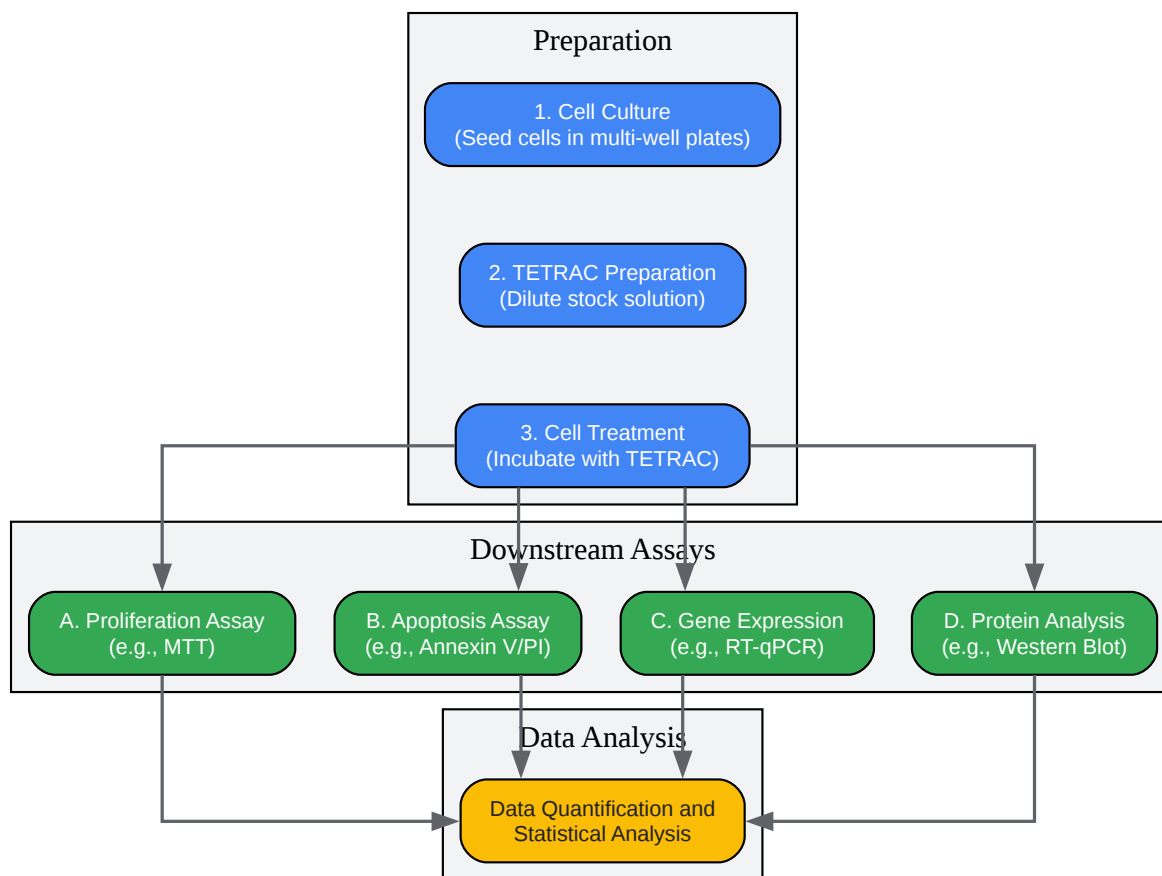 Preparation
1. Cell Culture
(Seed cells in multi-well plates)
2. TETRAC Preparation
(Dilute stock solution)
3. Cell Treatment
(Incubate with TETRAC)
Downstream Assays
A. Proliferation Assay
(e.g., MTT)
B. Apoptosis Assay
(e.g., Annexin V/PI)
C. Gene Expression
(e.g., RT-qPCR)
D. Protein Analysis
(e.g., Western Blot)
Data Analysis
Data Quantification and
Statistical Analysis